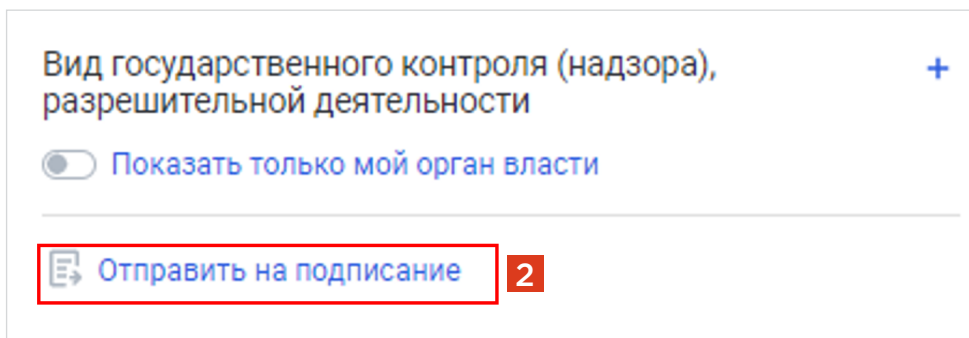 Вид государственного контроля (надзора), +
разрешительной деятельности
Показать только мой орган власти
Отправить на подписание 2